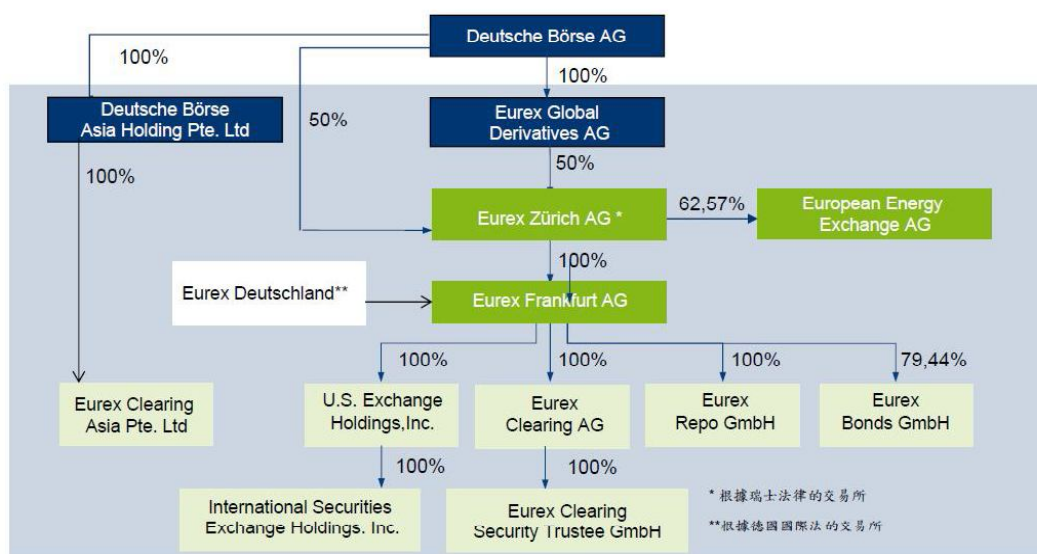 Deutsche Börse AG
100%
100%
Deutsche Börse
Asia Holding Pte. Ltd
50%
Eurex Global
Derivatives AG
100%
50%
Eurex Zürich AG *
62,57%
European Energy
Exchange AG
100%
Eurex Deutschland**
Eurex Frankfurt AG
100%
100%
100%
79,44%
Eurex Clearing
Asia Pte. Ltd
U.S. Exchange
Holdings,Inc.
Eurex
Clearing AG
Eurex
Repo GmbH
Eurex
Bonds GmbH
100%
100%
International Securities
Exchange Holdings. Inc.
Eurex Clearing
Security Trustee GmbH
* 根據瑞士法律的交易所
**根據德國國際法的交易所